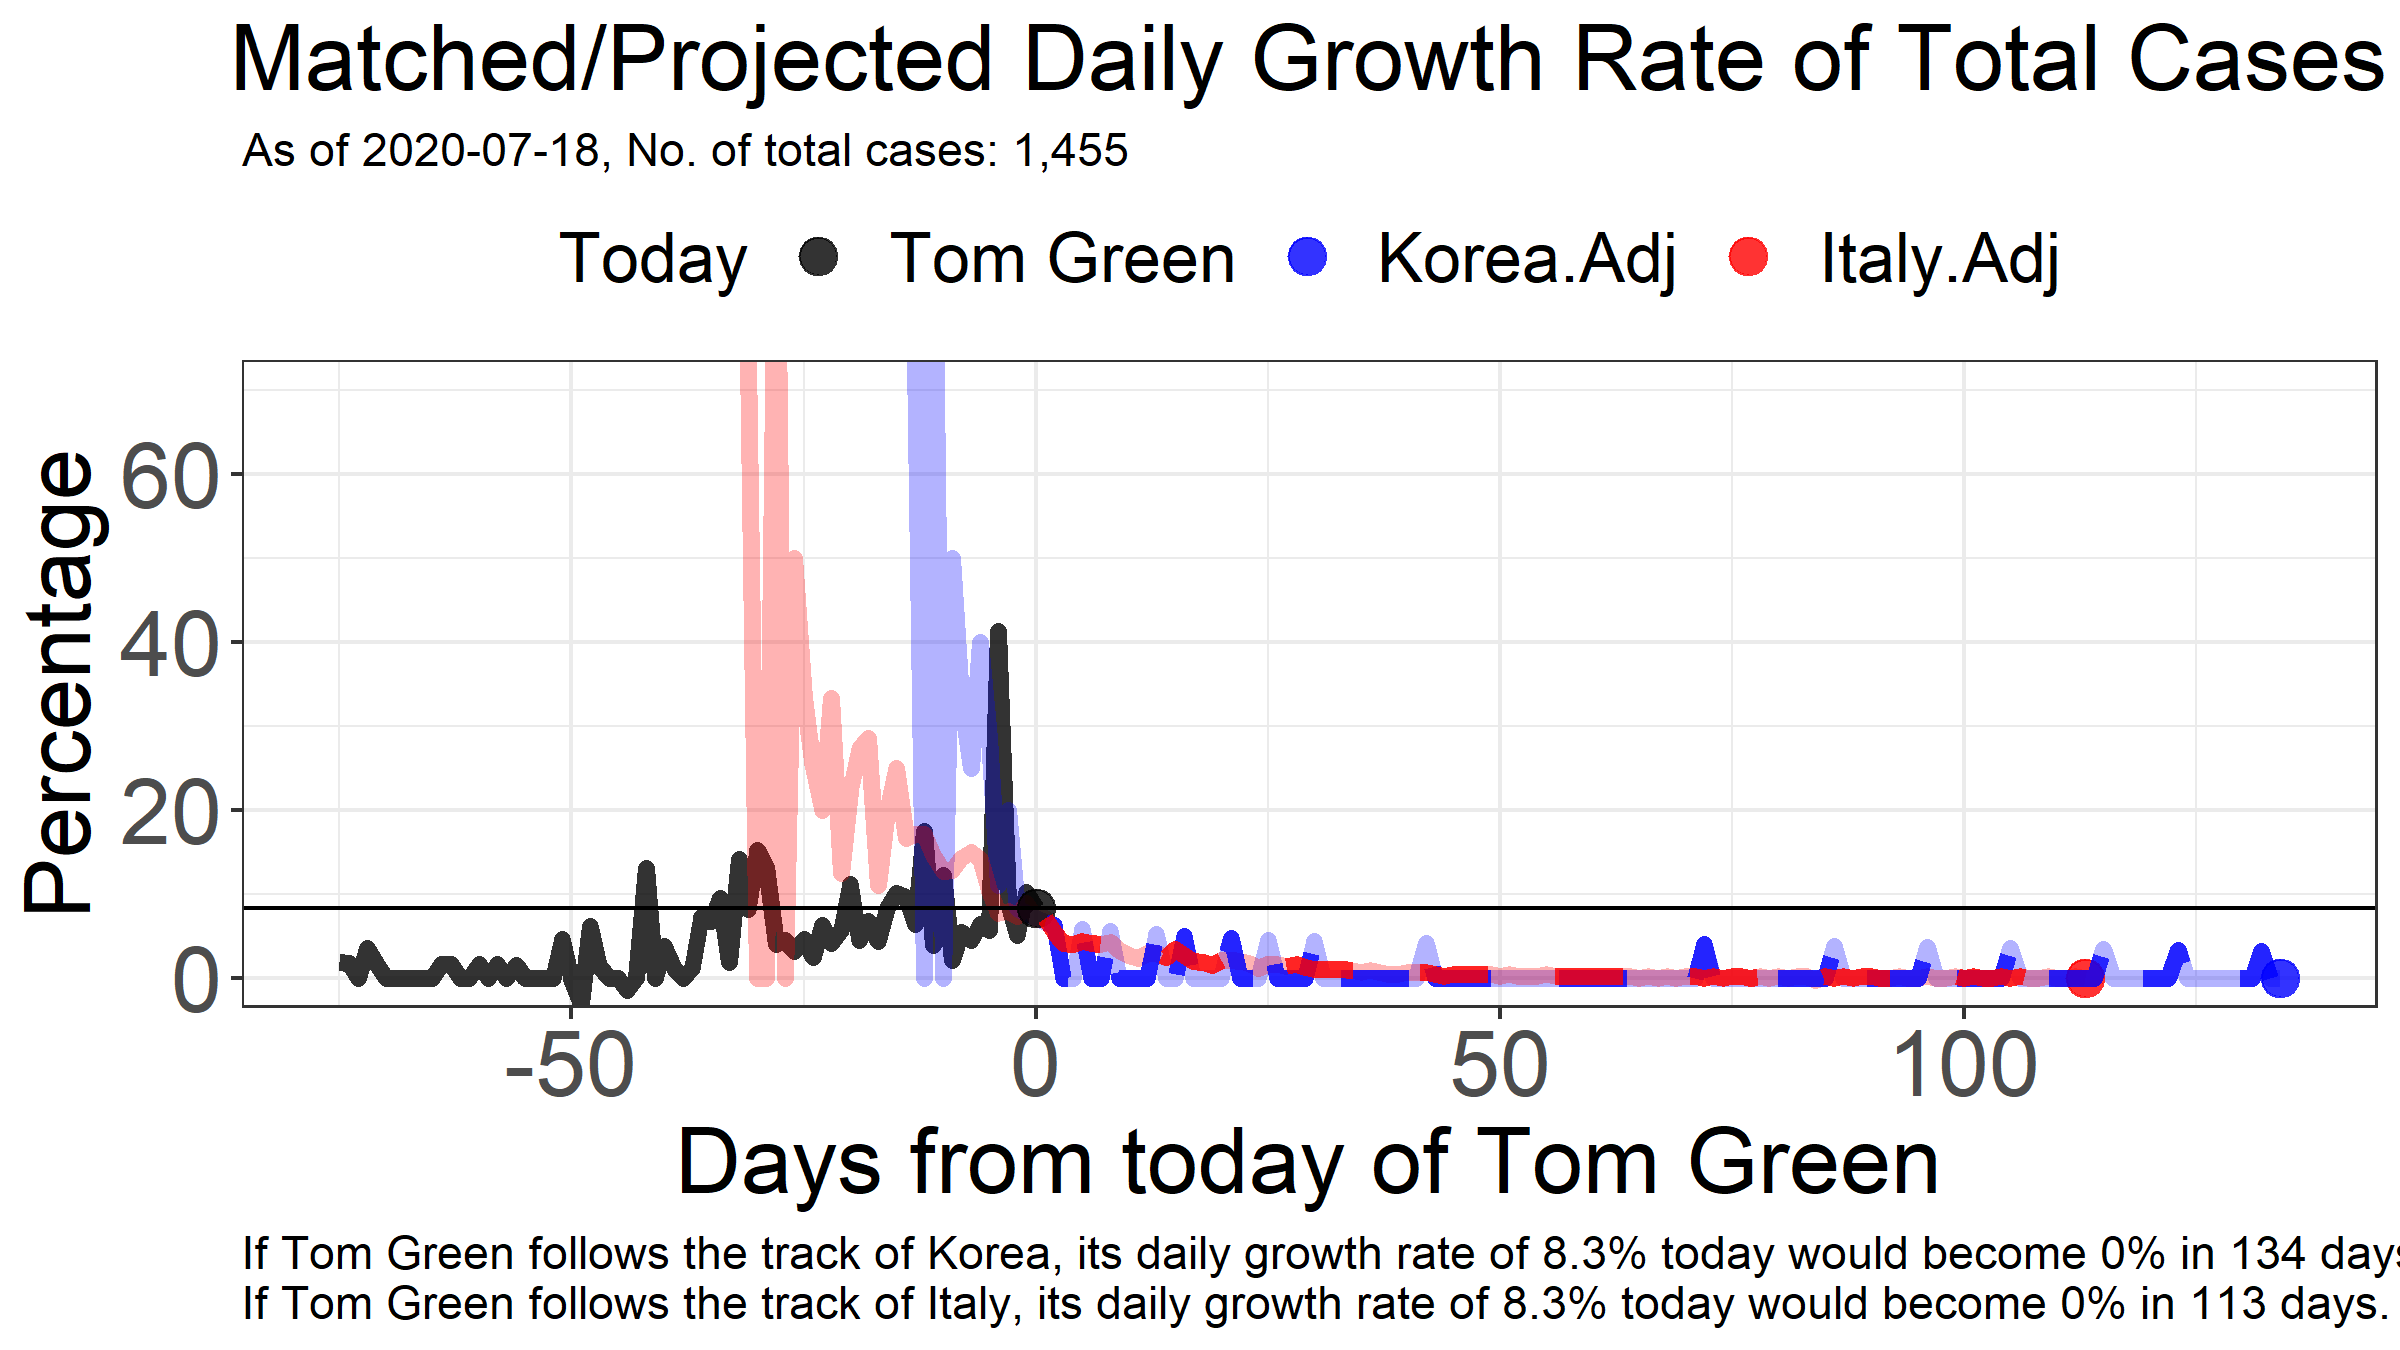 Matched/Projected Daily Growth Rate of Total Cases
As of 2020-07-18, No. of total cases: 1,455
Today Tom Green Korea.Adj Italy.Adj
Percentage
60
40
20
0
-50 0 50 100
Days from today of Tom Green
If Tom Green follows the track of Korea, its daily growth rate of 8.3% today would become 0% in 134 days
If Tom Green follows the track of Italy, its daily growth rate of 8.3% today would become 0% in 113 days.